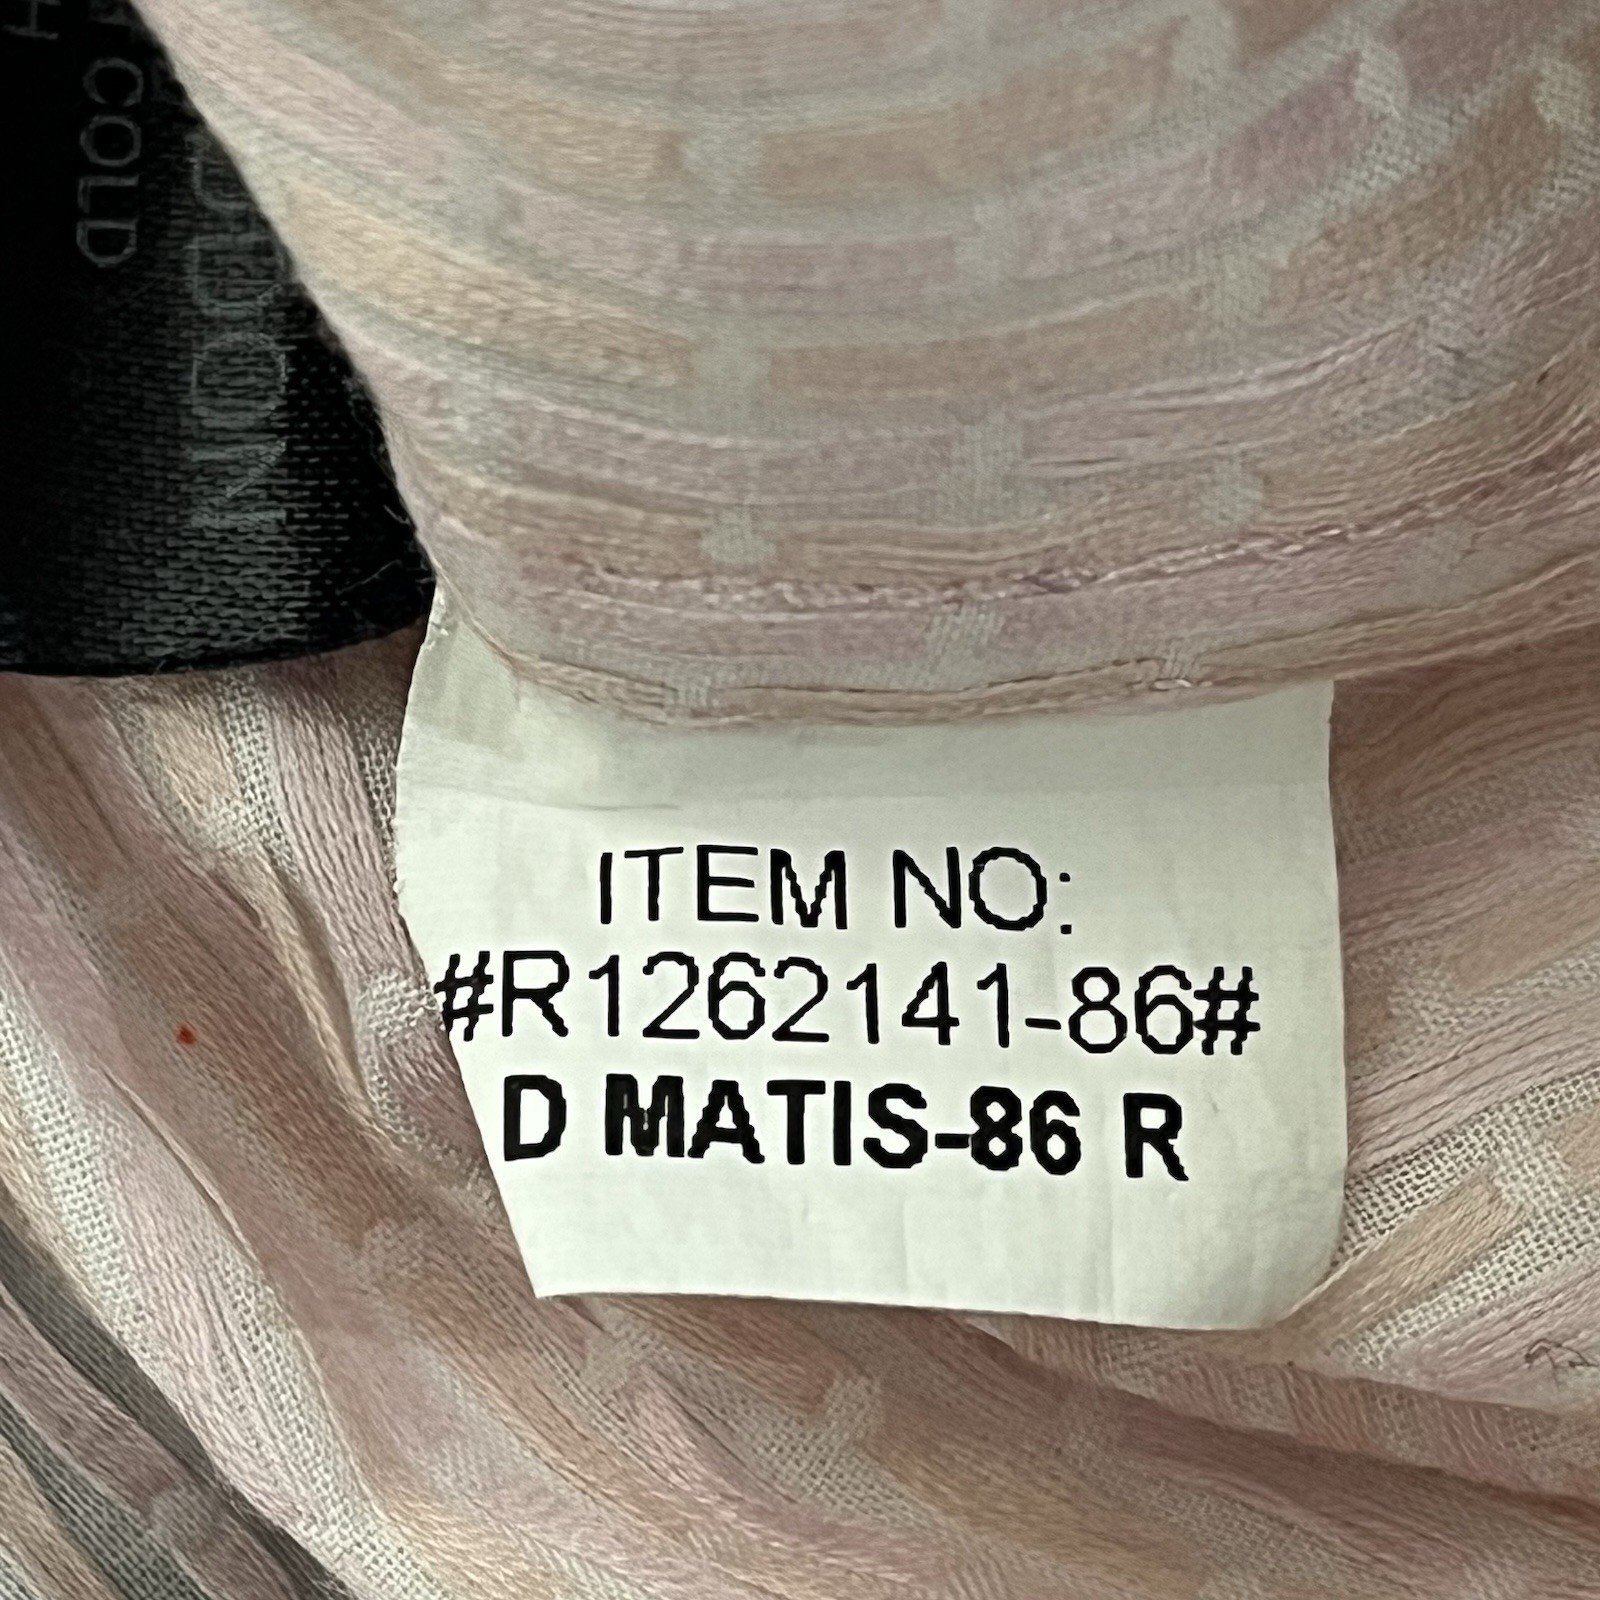 COLD
ITEM NO:
#R1262141-86#
D MATIS-86 R